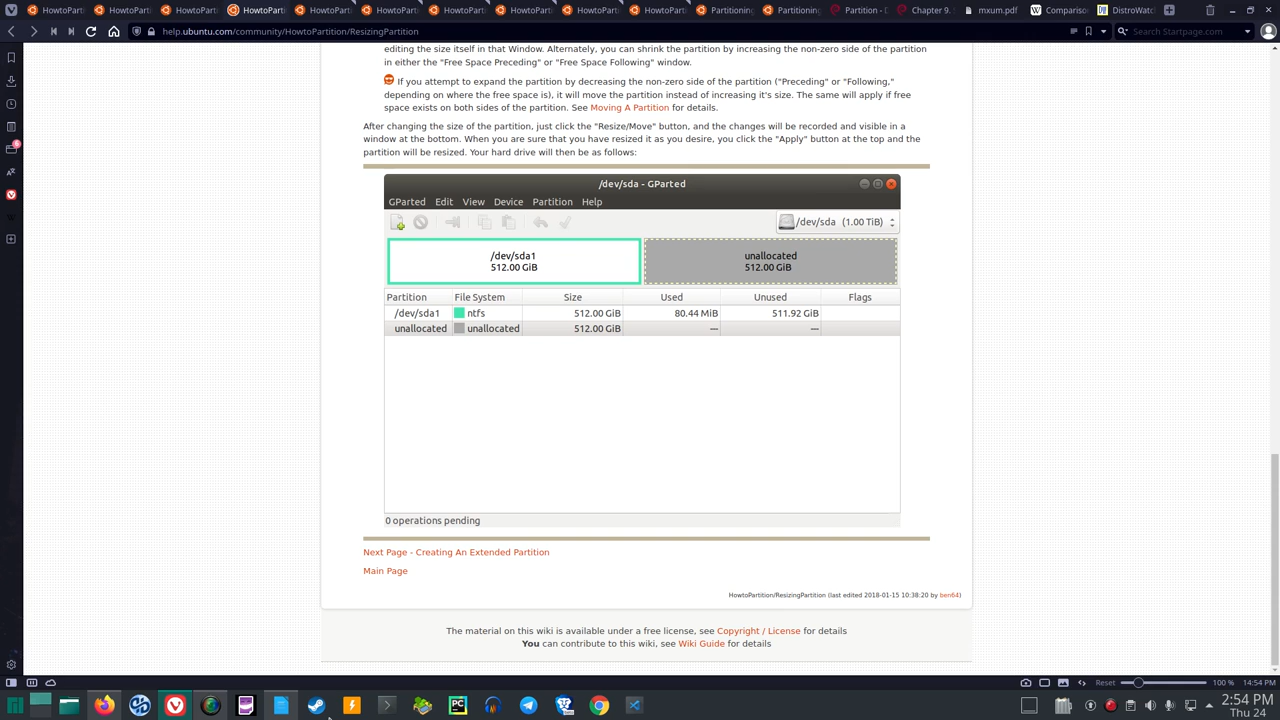 HowtoPartit
HowtoPart
HowtoPart
HowtoPart
HowtoPartit
HowtoPart
HowtoPart
HowtoPart
HowtoPart
HowtoPart
Partitioning
Partitioning
Partition - D
Chapter 9.
mxum.pdf
Comparison
DistroWatch
help.ubuntu.com/community/HowtoPartition/ResizingPartition
Search Startpage.com
editing the size itself in that Window. Alternately, you can shrink the partition by increasing the non-zero side of the partition
in either the "Free Space Preceding" or "Free Space Following" window.
If you attempt to expand the partition by decreasing the non-zero side of the partition ("Preceding" or "Following,"
depending on where the free space is), it will move the partition instead of increasing it's size. The same will apply if free
space exists on both sides of the partition. See Moving A Partition for details.
After changing the size of the partition, just click the "Resize/Move" button, and the changes will be recorded and visible in a
window at the bottom. When you are sure that you have resized it as you desire, you click the "Apply" button at the top and the
partition will be resized. Your hard drive will then be as follows:
/dev/sda - GParted
GParted Edit View Device Partition Help
/dev/sda (1.00 TiB)
/dev/sda1
512.00 GiB
unallocated
512.00 GiB
Partition File System Size Used Unused Flags
/dev/sda1 ntfs 512.00 GiB 80.44 MiB 511.92 GiB
unallocated unallocated 512.00 GiB --- ---
0 operations pending
Next Page - Creating An Extended Partition
Main Page
HowtoPartition/ResizingPartition (last edited 2018-01-15 10:38:20 by ben64)
The material on this wiki is available under a free license, see Copyright / License for details
You can contribute to this wiki, see Wiki Guide for details
Reset 100 % 14:54 PM
2:54 PM
Thu 24